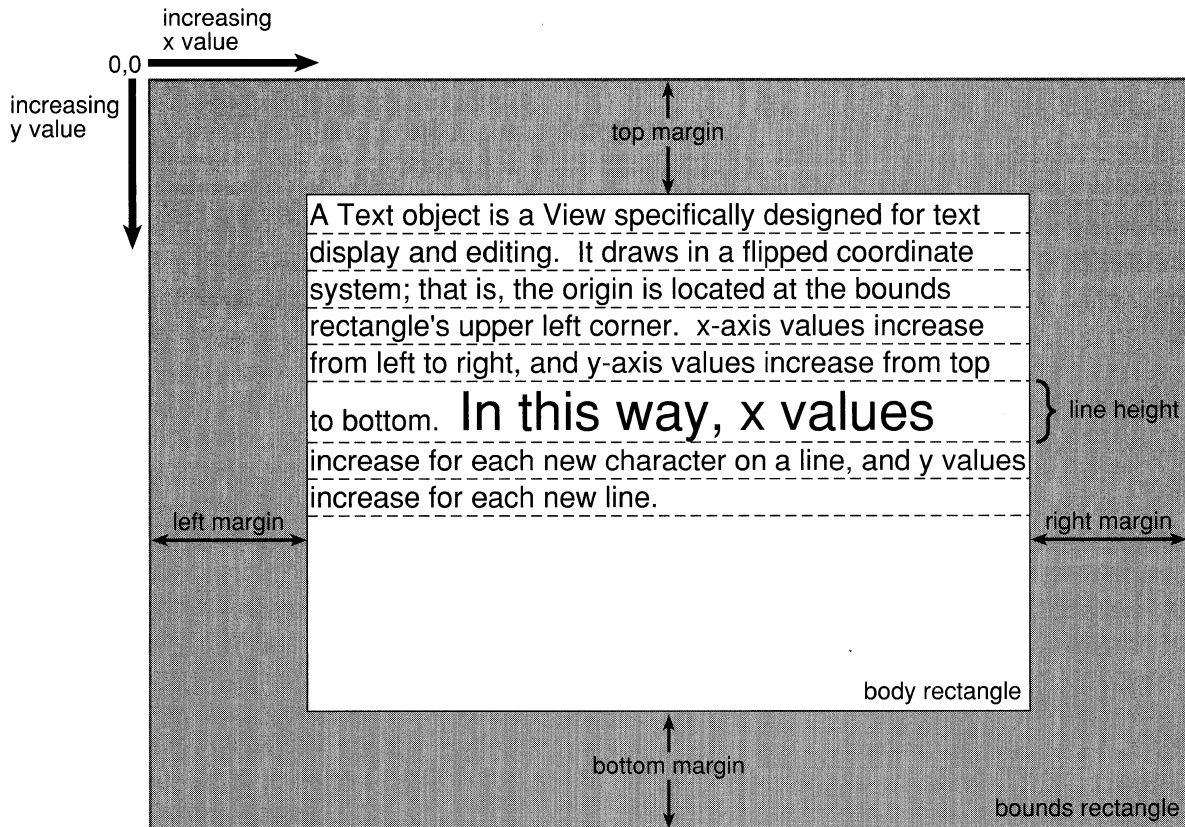 increasing
x value
0,0
increasing
y value
top margin
A Text object is a View specifically designed for text
display and editing.  It draws in a flipped coordinate
system; that is, the origin is located at the bounds
rectangle's upper left corner.  x-axis values increase
from left to right, and y-axis values increase from top
to bottom.  In this way, x values
line height
increase for each new character on a line, and y values
increase for each new line.
left margin
right margin
body rectangle
bottom margin
bounds rectangle